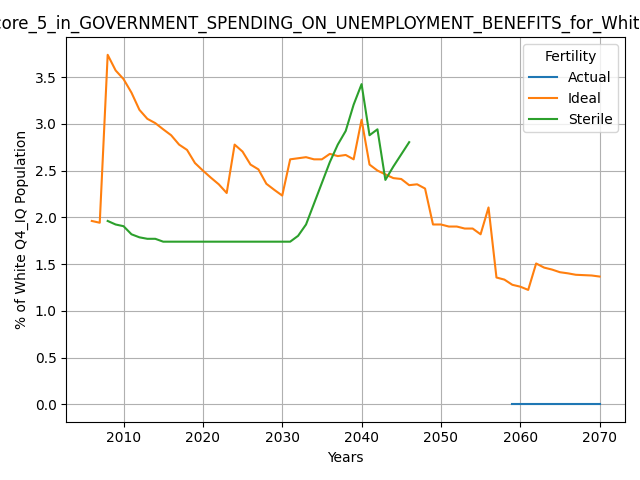 core_5_in_GOVERNMENT_SPENDING_ON_UNEMPLOYMENT_BENEFITS_for_Whit
Fertility
Actual
Ideal
Sterile
% of White Q4_IQ Population
3.5
3.0
2.5
2.0
1.5
1.0
0.5
0.0
2010 2020 2030 2040 2050 2060 2070
Years